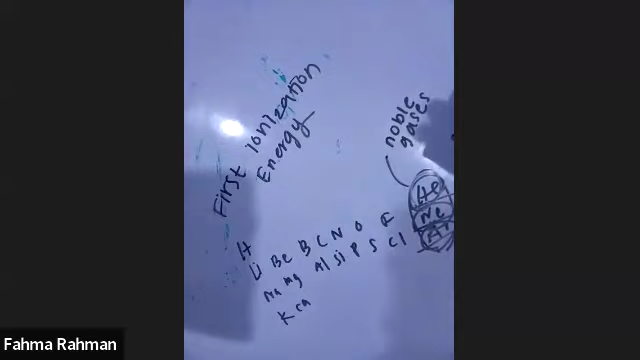 First ionization
Energy
noble
gases
H He
Li Be B C N O F Ne
Na Mg Al Si P S Cl Ar
K Ca
Fahma Rahman